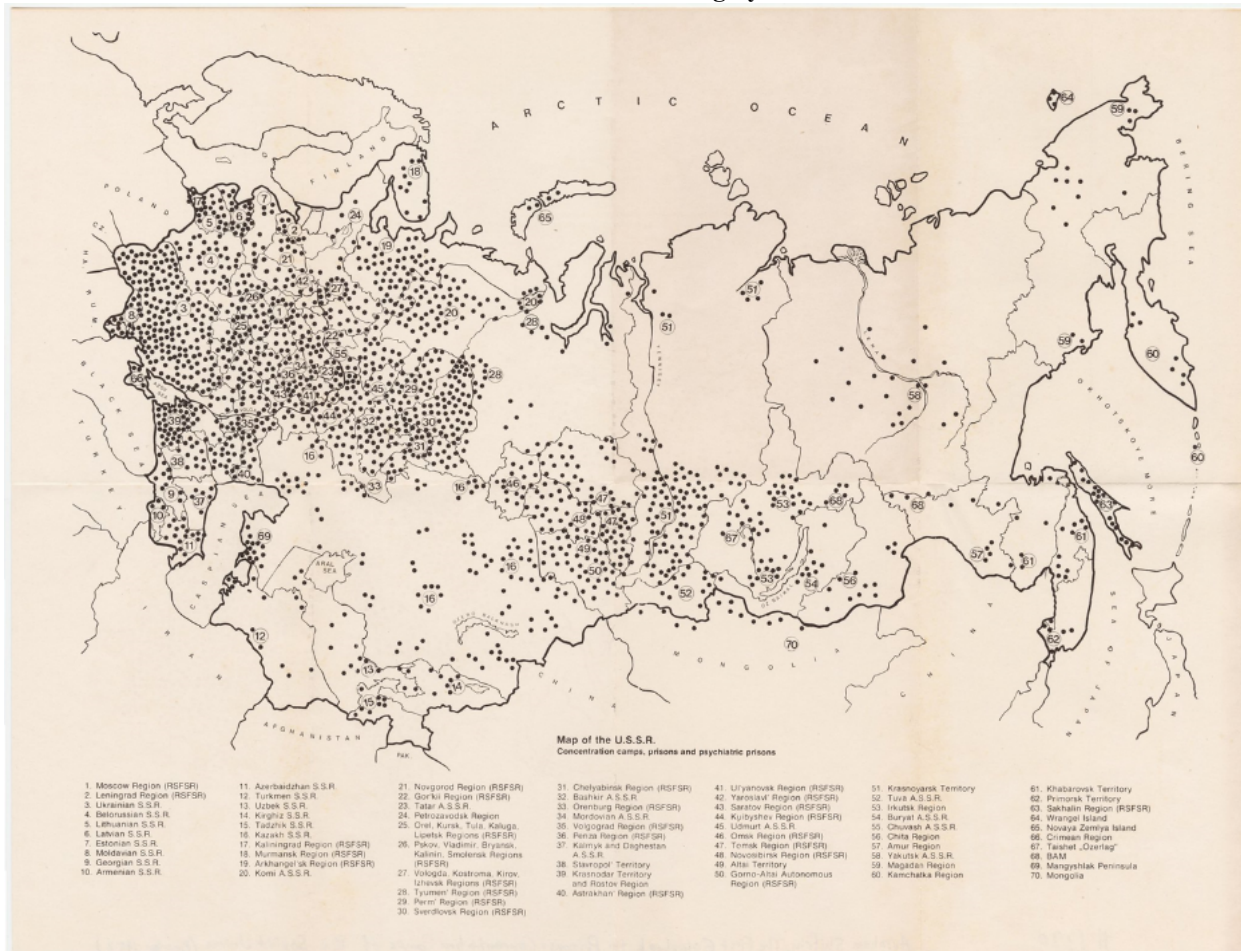 ARCTIC OCEAN
BERING SEA
FINLAND
POLAND
CZ.
RUM
BLACK SEA
TURKEY
CASPIAN SEA
ARAL SEA
IRAN
AFGHANISTAN
PAK.
CHINA
MONGOLIA
CHINA
OKHOTSKOYE MORE
SEA OF JAPAN
JAPAN
Map of the U.S.S.R.
Concentration camps, prisons and psychiatric prisons
1. Moscow Region (RSFSR)
2. Leningrad Region (RSFSR)
3. Ukrainian S.S.R.
4. Belorussian S.S.R.
5. Lithuanian S.S.R.
6. Latvian S.S.R.
7. Estonian S.S.R.
8. Moldavian S.S.R.
9. Georgian S.S.R.
10. Armenian S.S.R.
11. Azerbaidzhan S.S.R.
12. Turkmen S.S.R.
13. Uzbek S.S.R.
14. Kirghiz S.S.R.
15. Tadzhik S.S.R.
16. Kazakh S.S.R.
17. Kaliningrad Region (RSFSR)
18. Murmansk Region (RSFSR)
19. Arkhangel'sk Region (RSFSR)
20. Komi A.S.S.R.
21. Novgorod Region (RSFSR)
22. Gor'kii Region (RSFSR)
23. Tatar A.S.S.R.
24. Petrozavodsk Region
25. Orel, Kursk, Tula, Kaluga,
Lipetsk Regions (RSFSR)
26. Pskov, Vladimir, Bryansk,
Kalinin, Smolensk Regions
(RSFSR)
27. Vologda, Kostroma, Kirov,
Izhevsk Regions (RSFSR)
28. Tyumen' Region (RSFSR)
29. Perm' Region (RSFSR)
30. Sverdlovsk Region (RSFSR)
31. Chelyabinsk Region (RSFSR)
32. Bashkir A.S.S.R.
33. Orenburg Region (RSFSR)
34. Mordovian A.S.S.R.
35. Volgograd Region (RSFSR)
36. Penza Region (RSFSR)
37. Kalmyk and Daghestan
A.S.S.R.
38. Stavropol' Territory
39. Krasnodar Territory
and Rostov Region
40. Astrakhan' Region (RSFSR)
41. Ul'yanovsk Region (RSFSR)
42. Yaroslavl' Region (RSFSR)
43. Saratov Region (RSFSR)
44. Kuibyshev Region (RSFSR)
45. Udmurt A.S.S.R.
46. Omsk Region (RSFSR)
47. Tomsk Region (RSFSR)
48. Novosibirsk Region (RSFSR)
49. Altai Territory
50. Gorno-Altai Autonomous
Region (RSFSR)
51. Krasnoyarsk Territory
52. Tuva A.S.S.R.
53. Irkutsk Region
54. Buryat A.S.S.R.
55. Chuvash A.S.S.R.
56. Chita Region
57. Amur Region
58. Yakutsk A.S.S.R.
59. Magadan Region
60. Kamchatka Region
61. Khabarovsk Territory
62. Primorsk Territory
63. Sakhalin Region (RSFSR)
64. Wrangel Island
65. Novaya Zemlya Island
66. Crimean Region
67. Taishet „Ozerlag"
68. BAM
69. Mangyshlak Peninsula
70. Mongolia